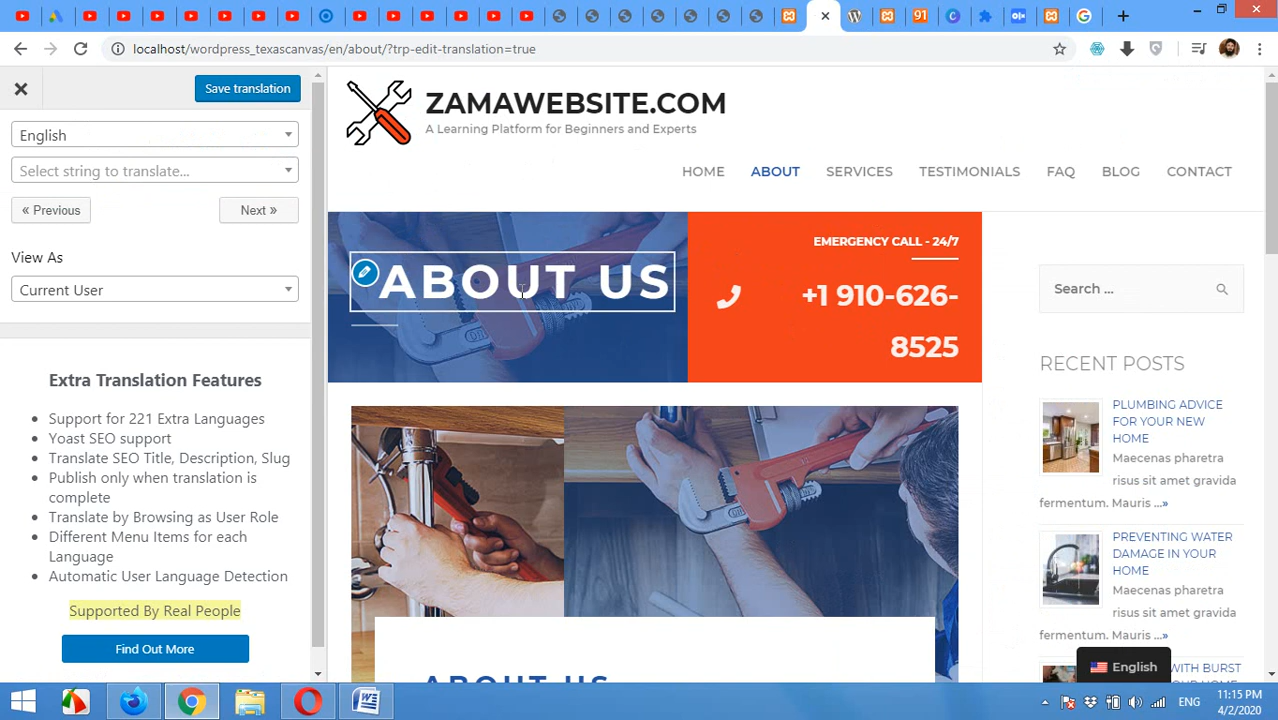 localhost/wordpress_texascanvas/en/about/?trp-edit-translation=true
Save translation
English
Select string to translate...
« Previous
Next »
View As
Current User
Extra Translation Features
Support for 221 Extra Languages
Yoast SEO support
Translate SEO Title, Description, Slug
Publish only when translation is
complete
Translate by Browsing as User Role
Different Menu Items for each
Language
Automatic User Language Detection
Supported By Real People
Find Out More
ZAMAWEBSITE.COM
A Learning Platform for Beginners and Experts
HOME ABOUT SERVICES TESTIMONIALS FAQ BLOG CONTACT
ABOUT US
EMERGENCY CALL - 24/7
+1 910-626-
8525
ABOUT US
Search ...
RECENT POSTS
PLUMBING ADVICE
FOR YOUR NEW
HOME
Maecenas pharetra
risus sit amet gravida
fermentum. Mauris ...»
PREVENTING WATER
DAMAGE IN YOUR
HOME
Maecenas pharetra
risus sit amet gravida
fermentum. Mauris ...»
WITH BURST
English
ENG
11:15 PM
4/2/2020